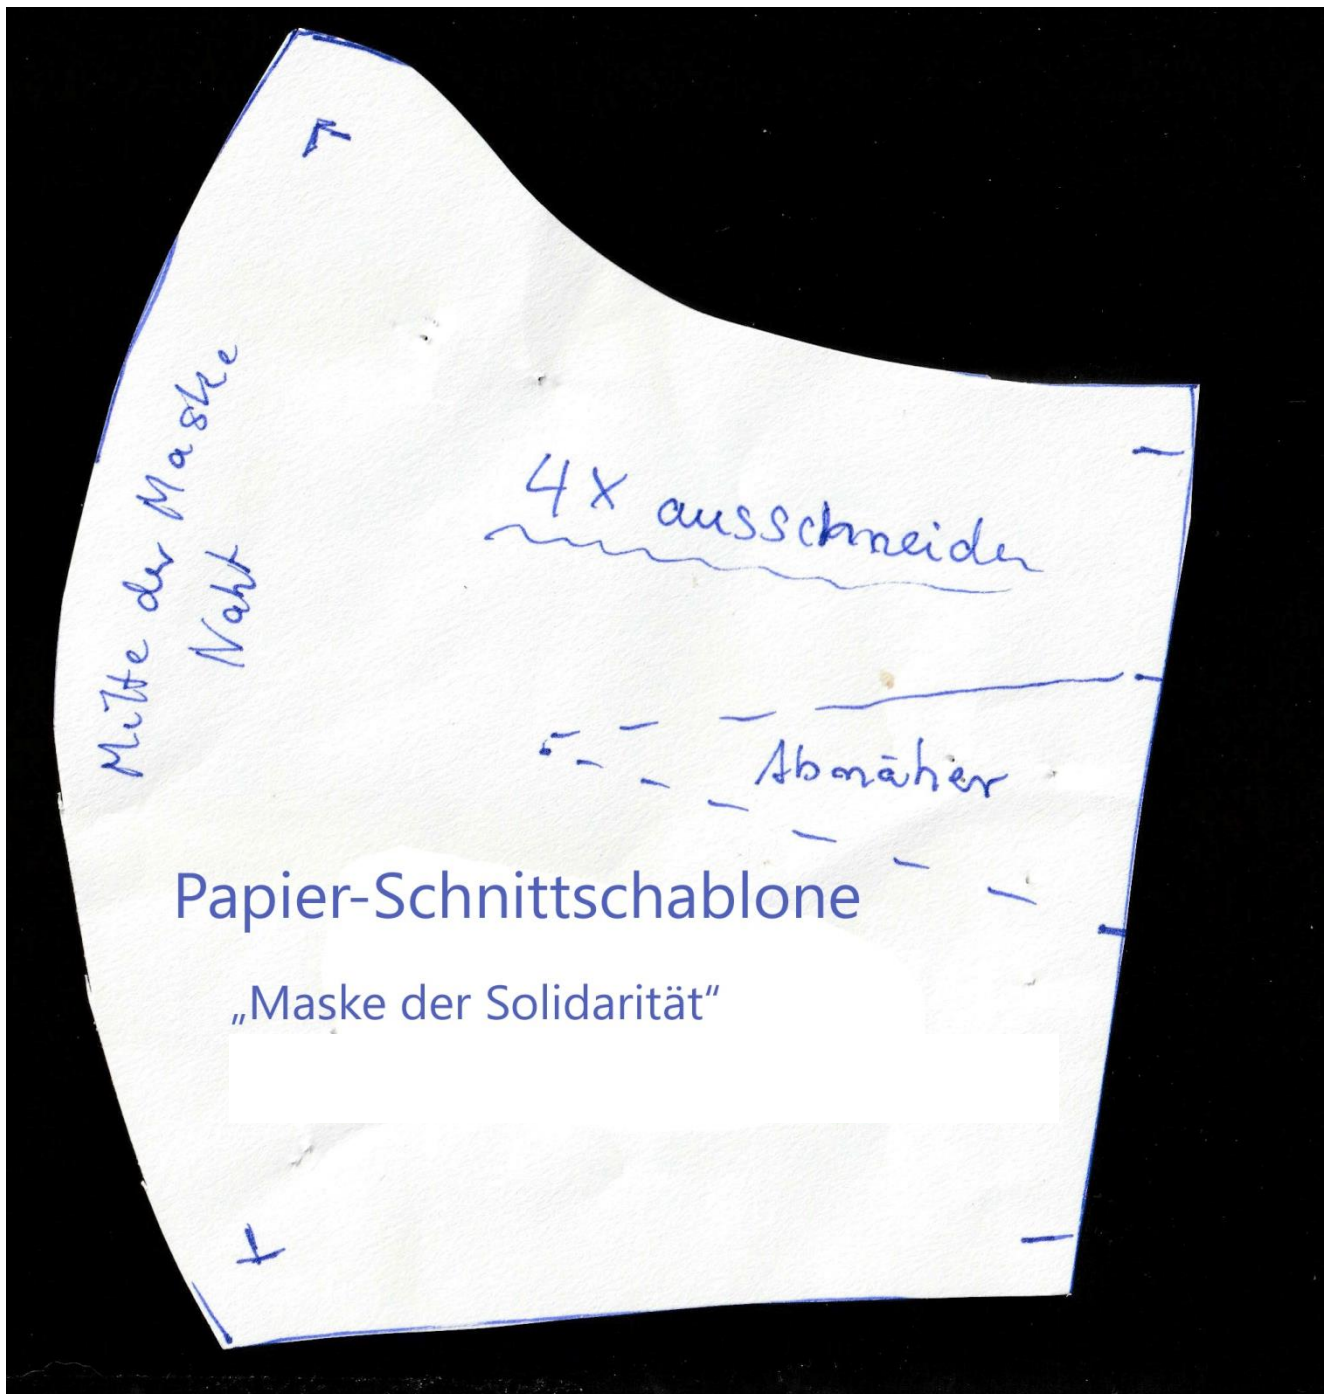 Mitte der Maske
Naht
4X ausschneiden
Abnäher
Papier-Schnittschablone
„Maske der Solidarität“